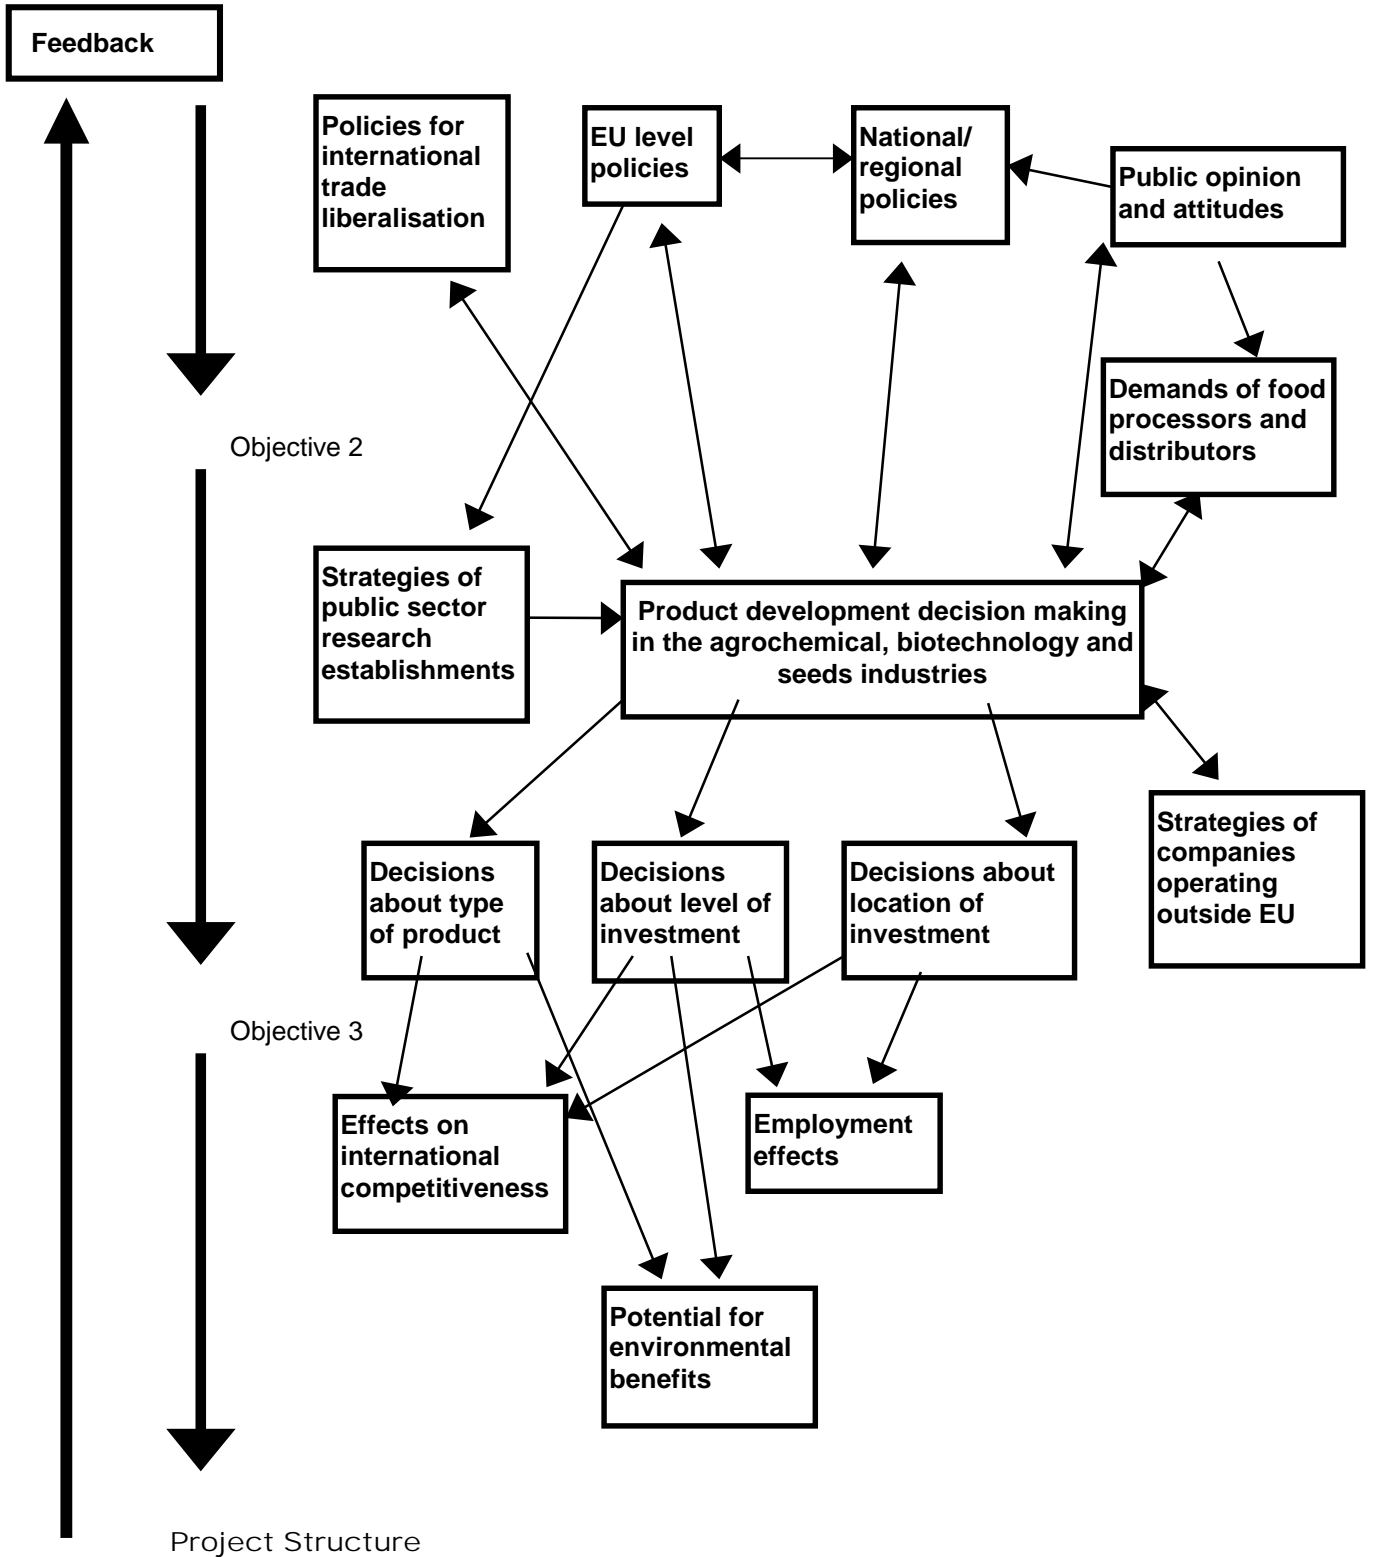 Feedback
Policies for
international
trade
liberalisation
EU level
policies
National/
regional
policies
Public opinion
and attitudes
Demands of food
processors and
distributors
Objective 2
Strategies of
public sector
research
establishments
Product development decision making
in the agrochemical, biotechnology and
seeds industries
Strategies of
companies
operating
outside EU
Decisions
about type
of product
Decisions
about level of
investment
Decisions about
location of
investment
Objective 3
Effects on
international
competitiveness
Employment
effects
Potential for
environmental
benefits
Project Structure